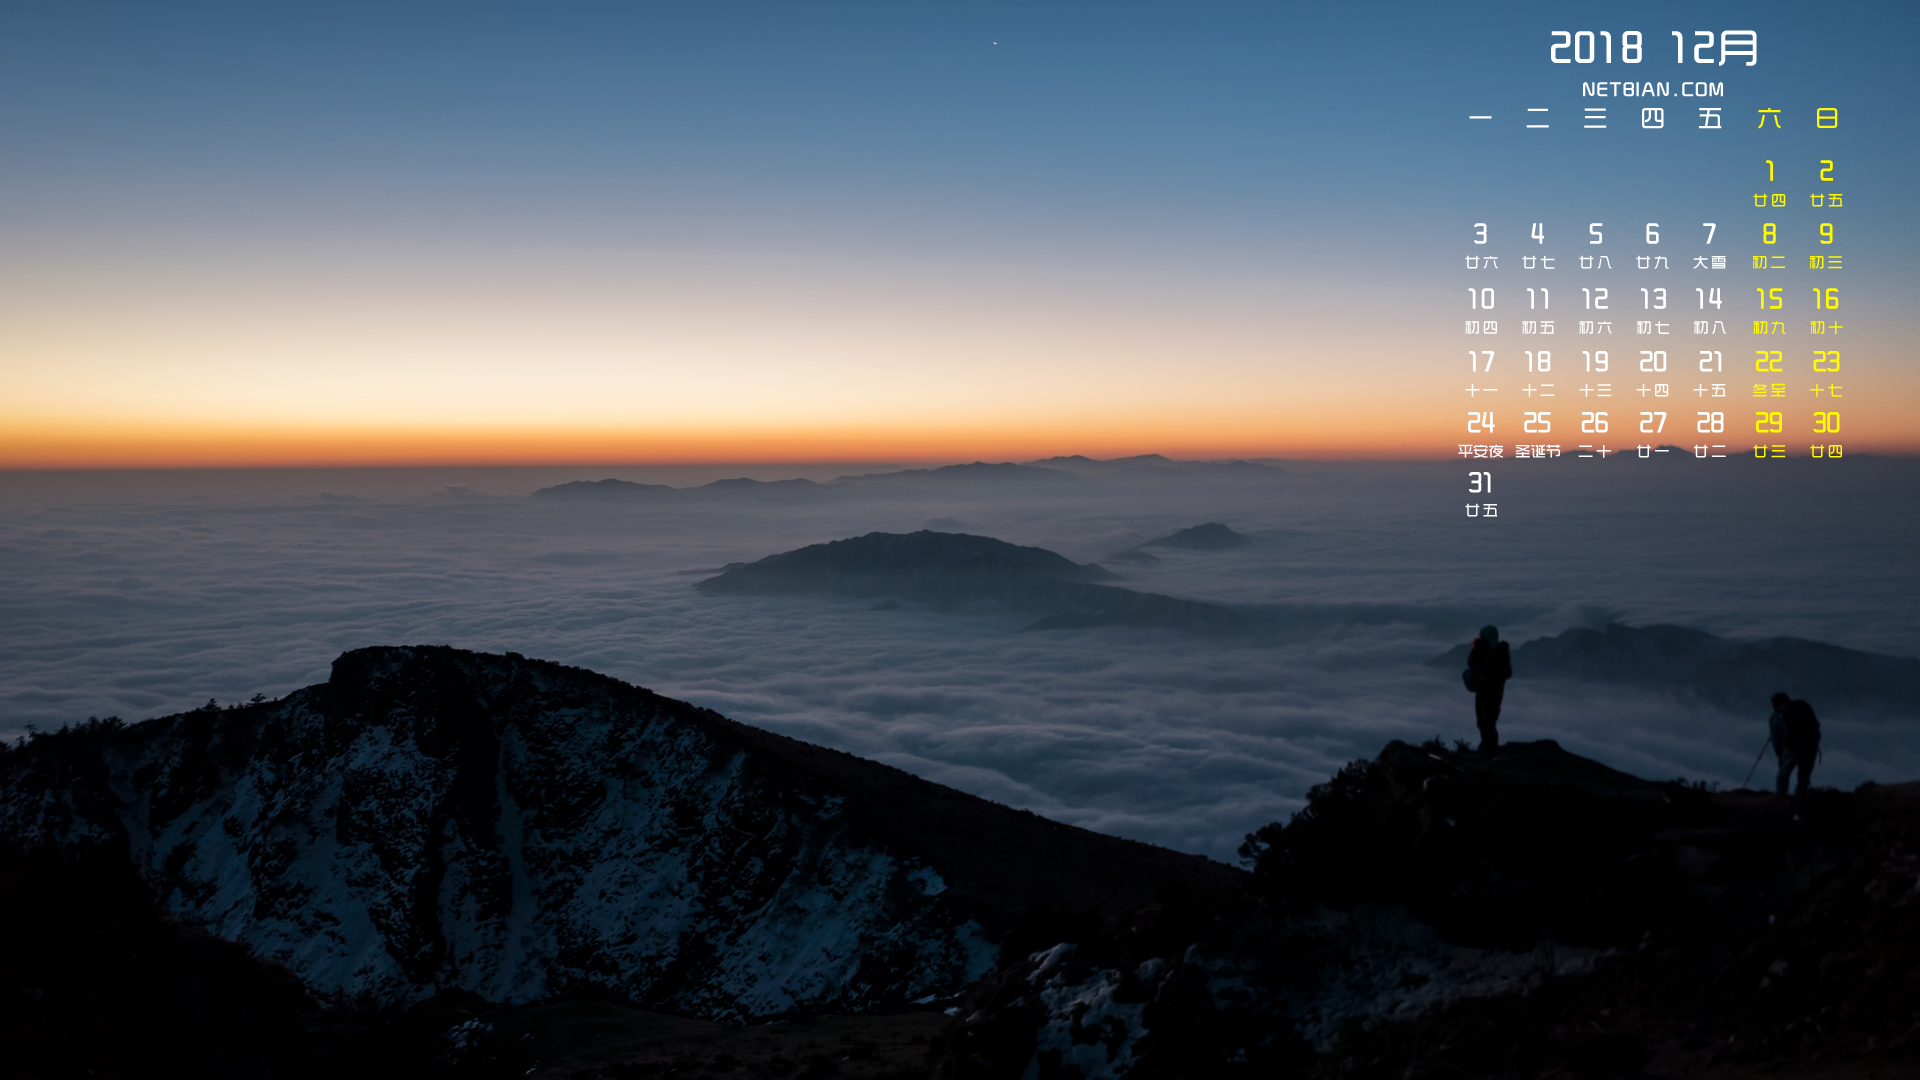 2018 12月
NETBIAN.COM
一 二 三 四 五 六 日
1 2
廿四 廿五
3 4 5 6 7 8 9
廿六 廿七 廿八 廿九 大雪 初二 初三
10 11 12 13 14 15 16
初四 初五 初六 初七 初八 初九 初十
17 18 19 20 21 22 23
十一 十二 十三 十四 十五 冬至 十七
24 25 26 27 28 29 30
平安夜 圣诞节 二十 廿一 廿二 廿三 廿四
31
廿五